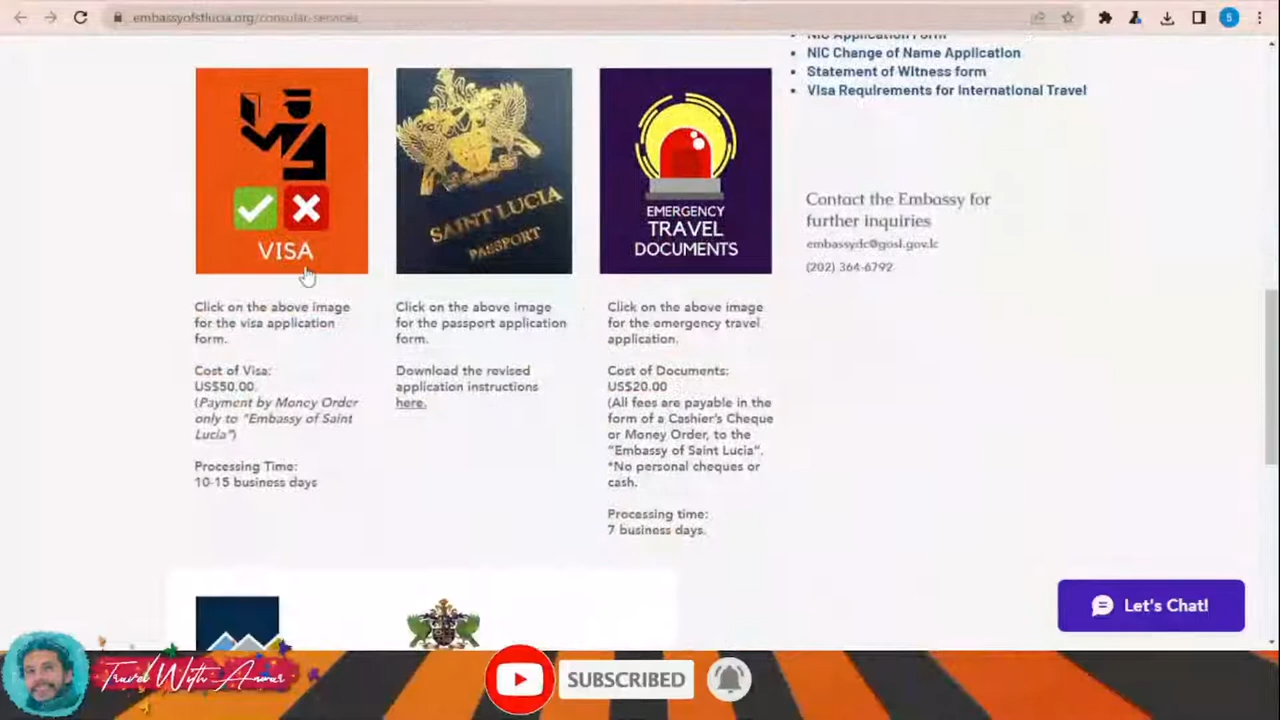 embassyofstlucia.org/consular-services
NIC Application Form
NIC Change of Name Application
Statement of Witness form
Visa Requirements for International Travel
VISA
SAINT LUCIA
PASSPORT
EMERGENCY
TRAVEL
DOCUMENTS
Contact the Embassy for
further inquiries
embassydc@gosl.gov.lc
(202) 364-6792
Click on the above image
for the visa application
form.
Cost of Visa:
US$50.00.
(Payment by Money Order
only to "Embassy of Saint
Lucia")
Processing Time:
10-15 business days
Click on the above image
for the passport application
form.
Download the revised
application instructions
here.
Click on the above image
for the emergency travel
application.
Cost of Documents:
US$20.00
(All fees are payable in the
form of a Cashier's Cheque
or Money Order, to the
"Embassy of Saint Lucia".
*No personal cheques or
cash.
Processing time:
7 business days.
Let's Chat!
Travel With Anwar
SUBSCRIBED